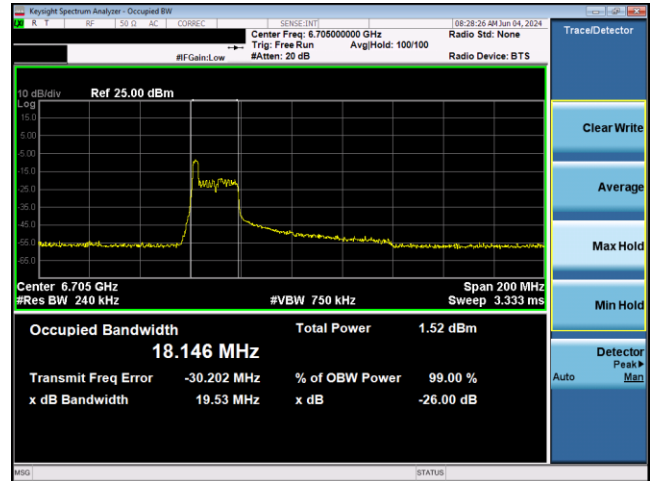 Keysight Spectrum Analyzer - Occupied BW
LXI R T RF 50 Ω AC CORREC SENSE:INT 08:28:26 AM Jun 04, 2024
Center Freq: 6.705000000 GHz Radio Std: None
Trig: Free Run Avg|Hold: 100/100
#IFGain:Low #Atten: 20 dB Radio Device: BTS
Trace/Detector
10 dB/div Ref 25.00 dBm
Log
15.0
5.00
-5.00
-15.0
-25.0
-35.0
-45.0
-55.0
-65.0
Center 6.705 GHz Span 200 MHz
#Res BW 240 kHz #VBW 750 kHz Sweep 3.333 ms
Occupied Bandwidth Total Power 1.52 dBm
18.146 MHz
Transmit Freq Error -30.202 MHz % of OBW Power 99.00 %
x dB Bandwidth 19.53 MHz x dB -26.00 dB
Clear Write
Average
Max Hold
Min Hold
Detector
Peak▶
Auto Man
MSG STATUS